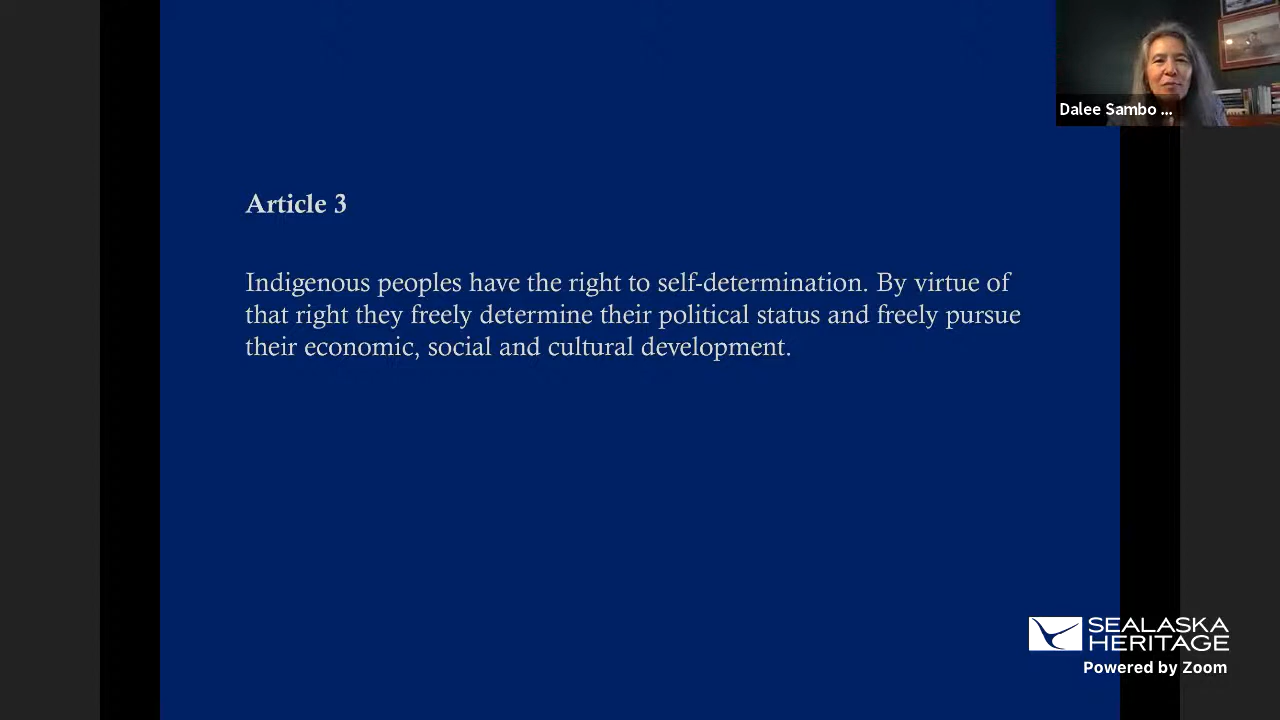 Dalee Sambo ...
Article 3
Indigenous peoples have the right to self-determination. By virtue of
that right they freely determine their political status and freely pursue
their economic, social and cultural development.
SEALASKA
HERITAGE
Powered by Zoom